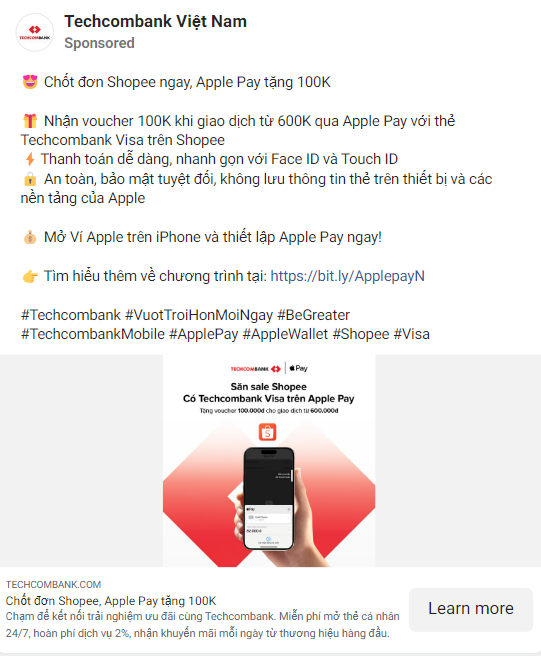 TECHCOMBANK
Techcombank Việt Nam
Sponsored
😍 Chốt đơn Shopee ngay, Apple Pay tặng 100K
🎁 Nhận voucher 100K khi giao dịch từ 600K qua Apple Pay với thẻ
Techcombank Visa trên Shopee
⚡ Thanh toán dễ dàng, nhanh gọn với Face ID và Touch ID
🔒 An toàn, bảo mật tuyệt đối, không lưu thông tin thẻ trên thiết bị và các
nền tảng của Apple
💰 Mở Ví Apple trên iPhone và thiết lập Apple Pay ngay!
👉 Tìm hiểu thêm về chương trình tại: https://bit.ly/ApplepayN
#Techcombank #VuotTroiHonMoiNgay #BeGreater
#TechcombankMobile #ApplePay #AppleWallet #Shopee #Visa
TECHCOMBANK Pay
Săn sale Shopee
Có Techcombank Visa trên Apple Pay
Tặng voucher 100.000đ cho giao dịch từ 600.000đ
Pay
TECHCOMBANK.COM
Chốt đơn Shopee, Apple Pay tặng 100K
Chạm để kết nối trải nghiệm ưu đãi cùng Techcombank. Miễn phí mở thẻ cá nhân
24/7, hoàn phí dịch vụ 2%, nhận khuyến mãi mỗi ngày từ thương hiệu hàng đầu.
Learn more